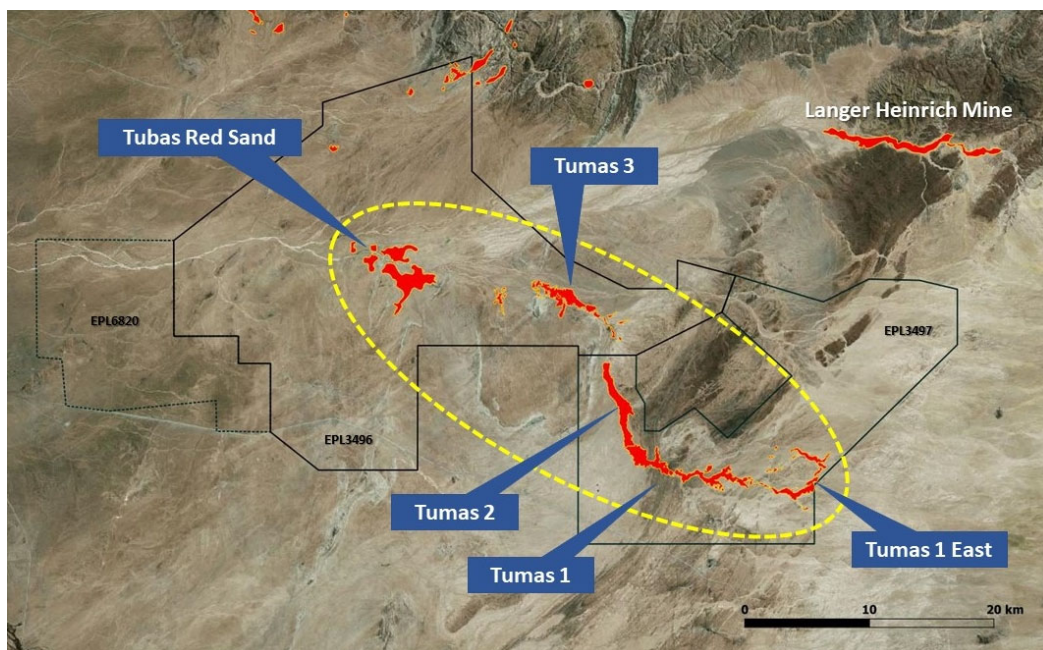 Langer Heinrich Mine
Tubas Red Sand
Tumas 3
EPL6820
EPL3497
EPL3496
Tumas 2
Tumas 1 East
Tumas 1
0 10 20 km